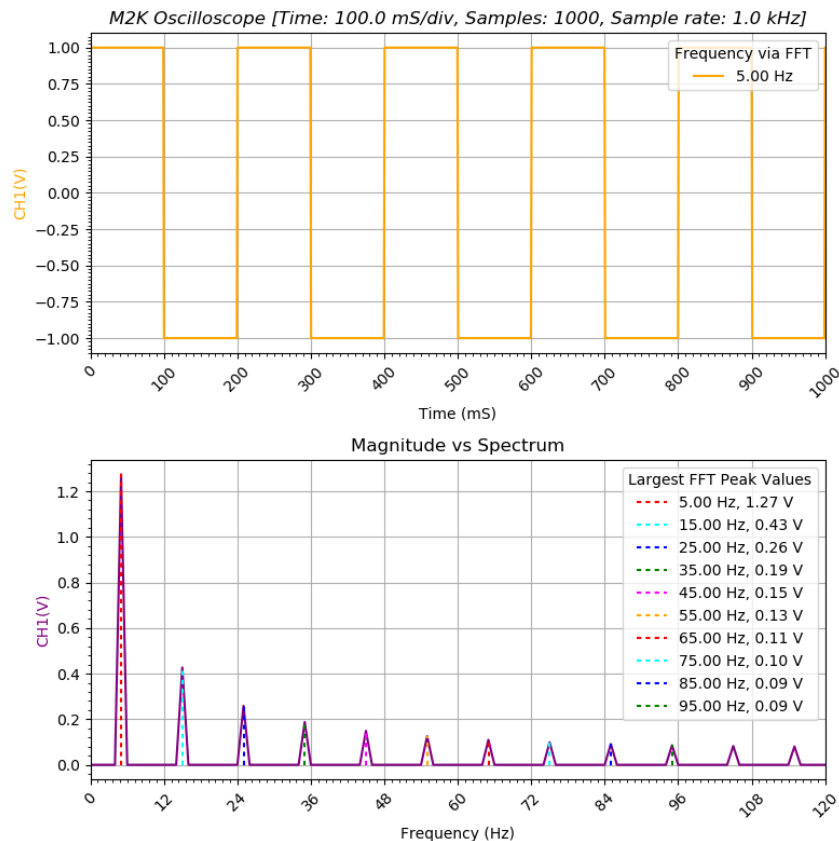 M2K Oscilloscope [Time: 100.0 mS/div, Samples: 1000, Sample rate: 1.0 kHz]
CH1(V)
1.00
0.75
0.50
0.25
0.00
−0.25
−0.50
−0.75
−1.00
Frequency via FFT
5.00 Hz
0
100
200
300
400
500
600
700
800
900
1000
Time (mS)
Magnitude vs Spectrum
CH1(V)
1.2
1.0
0.8
0.6
0.4
0.2
0.0
Largest FFT Peak Values
5.00 Hz, 1.27 V
15.00 Hz, 0.43 V
25.00 Hz, 0.26 V
35.00 Hz, 0.19 V
45.00 Hz, 0.15 V
55.00 Hz, 0.13 V
65.00 Hz, 0.11 V
75.00 Hz, 0.10 V
85.00 Hz, 0.09 V
95.00 Hz, 0.09 V
0
12
24
36
48
60
72
84
96
108
120
Frequency (Hz)